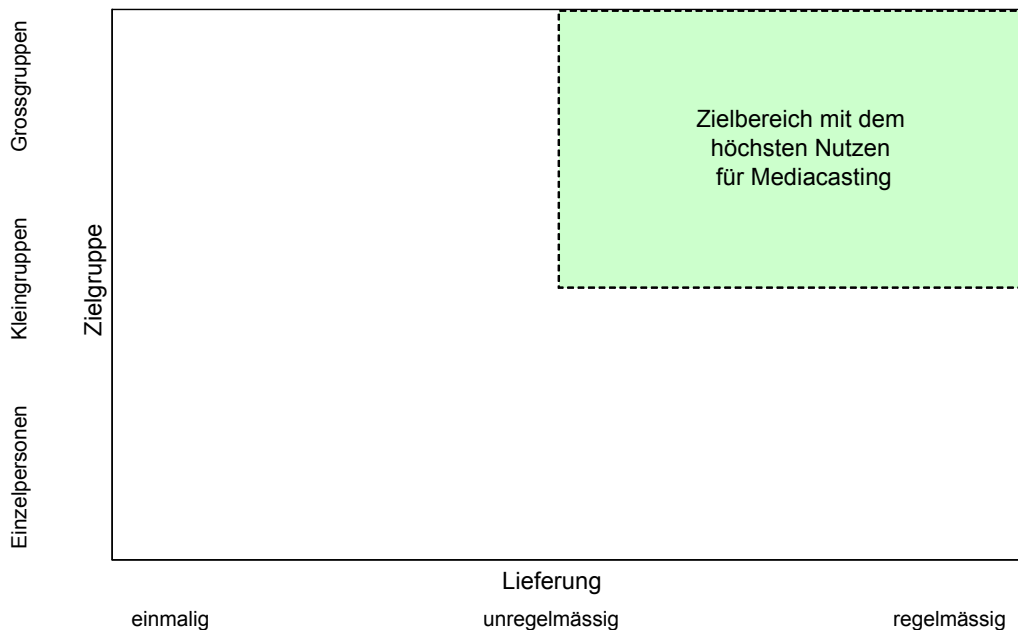 Grossgruppen
Kleingruppen
Einzelpersonen
Zielgruppe
Zielbereich mit dem
höchsten Nutzen
für Mediacasting
Lieferung
einmalig
unregelmässig
regelmässig